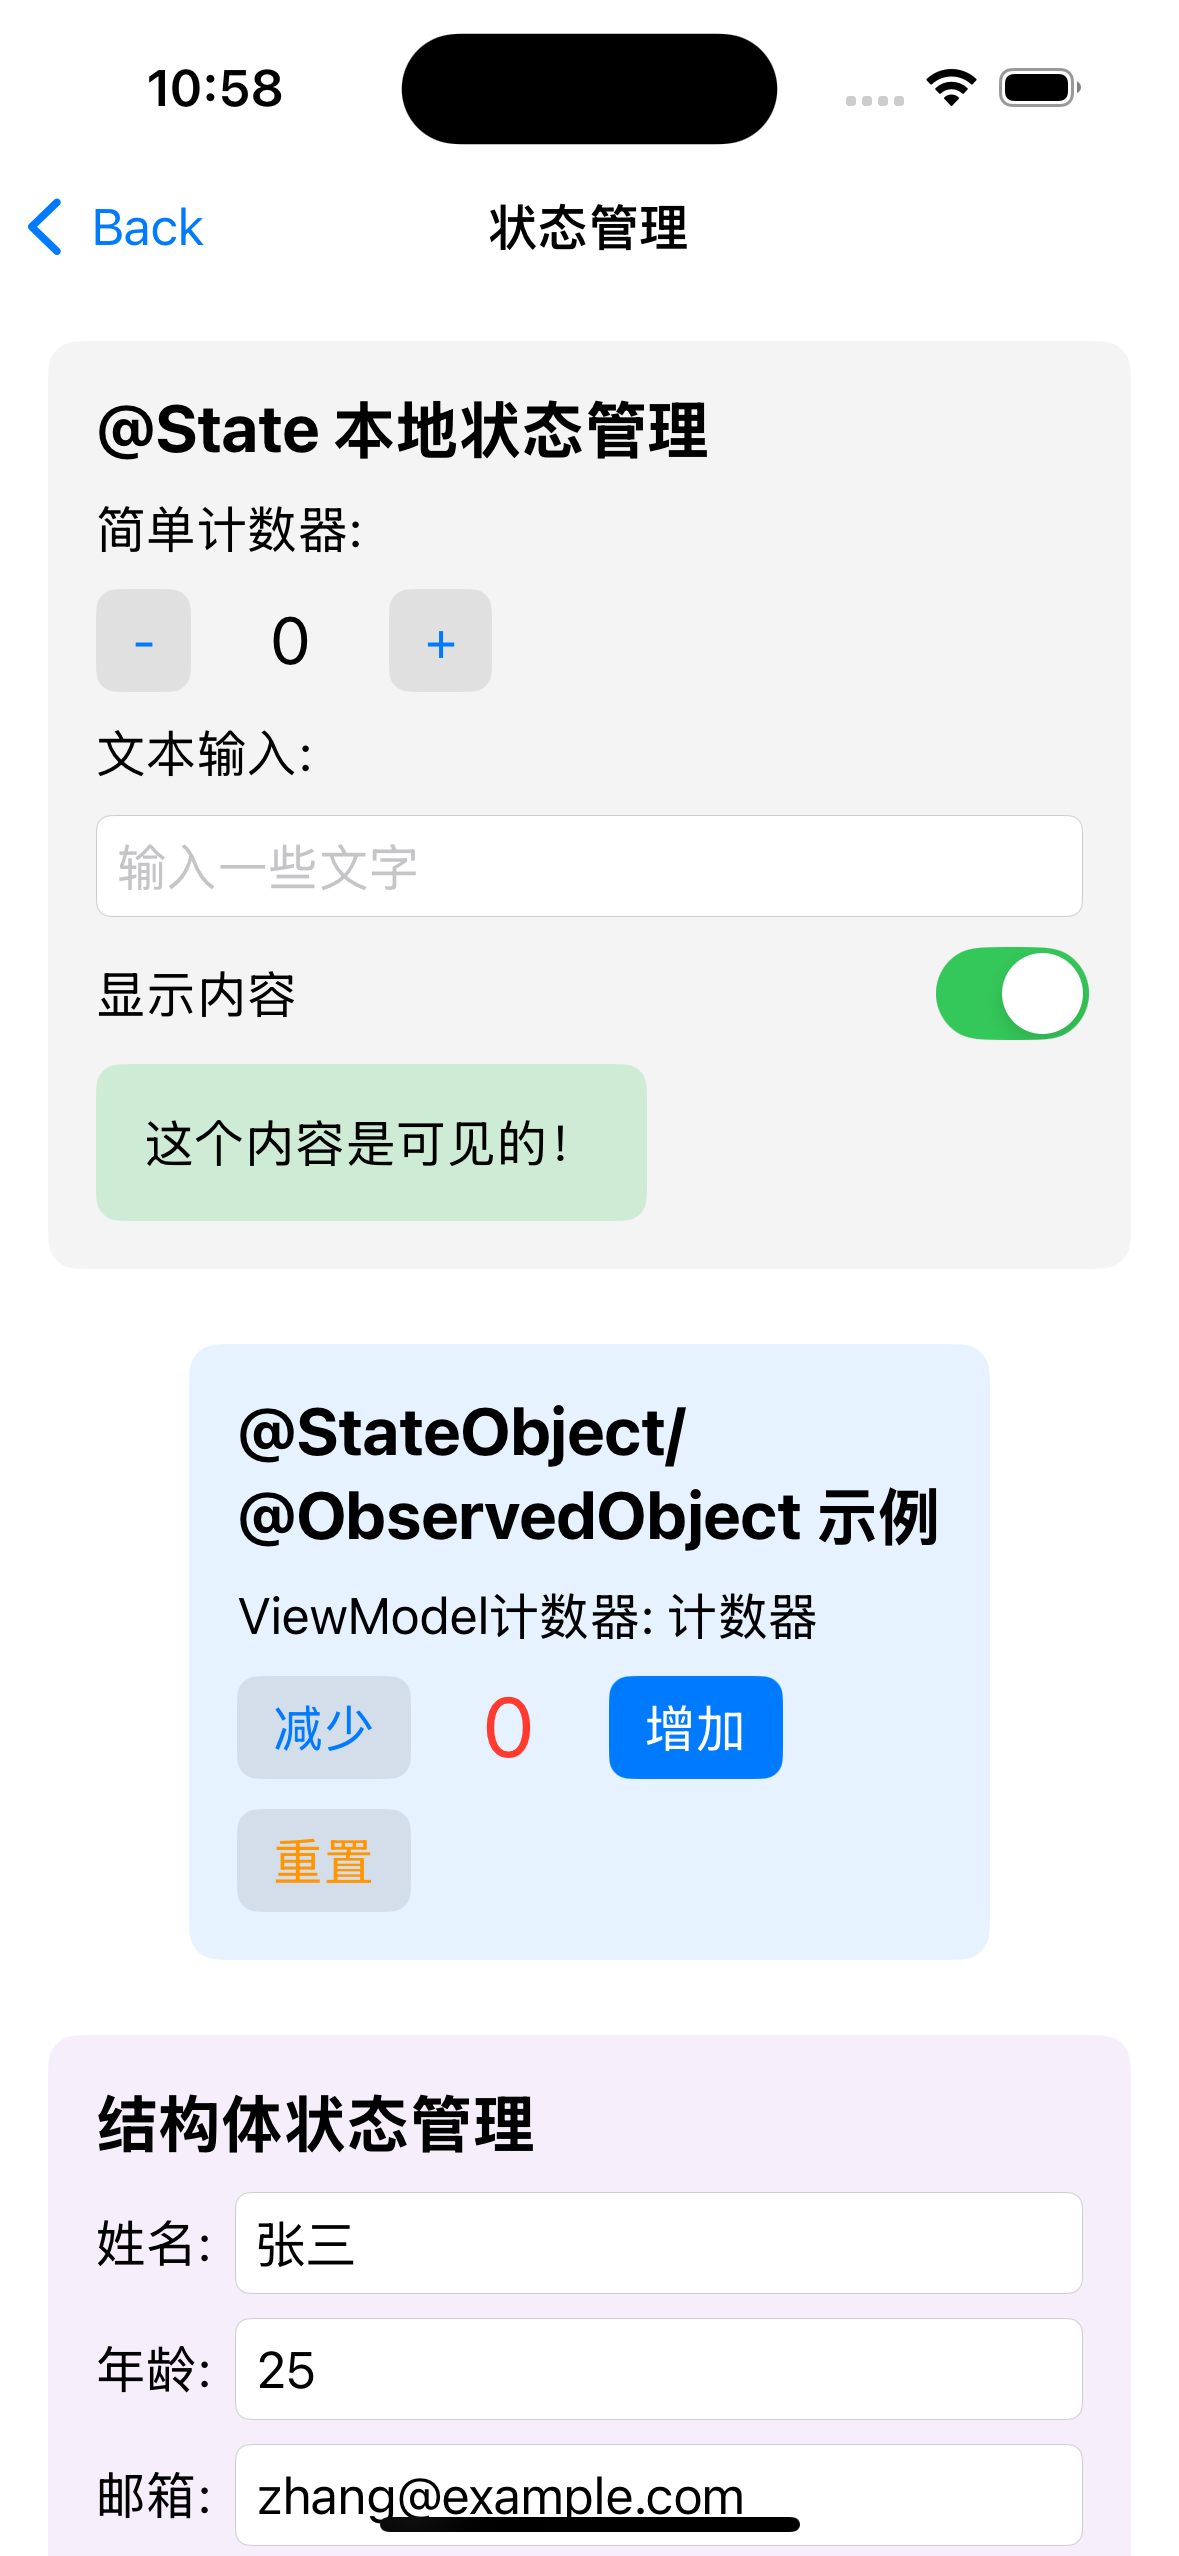 10:58
Back
状态管理
@State 本地状态管理
简单计数器:
- 0 +
文本输入:
输入一些文字
显示内容
这个内容是可见的!
@StateObject/
@ObservedObject 示例
ViewModel计数器: 计数器
减少 0 增加
重置
结构体状态管理
姓名: 张三
年龄: 25
邮箱: zhang@example.com